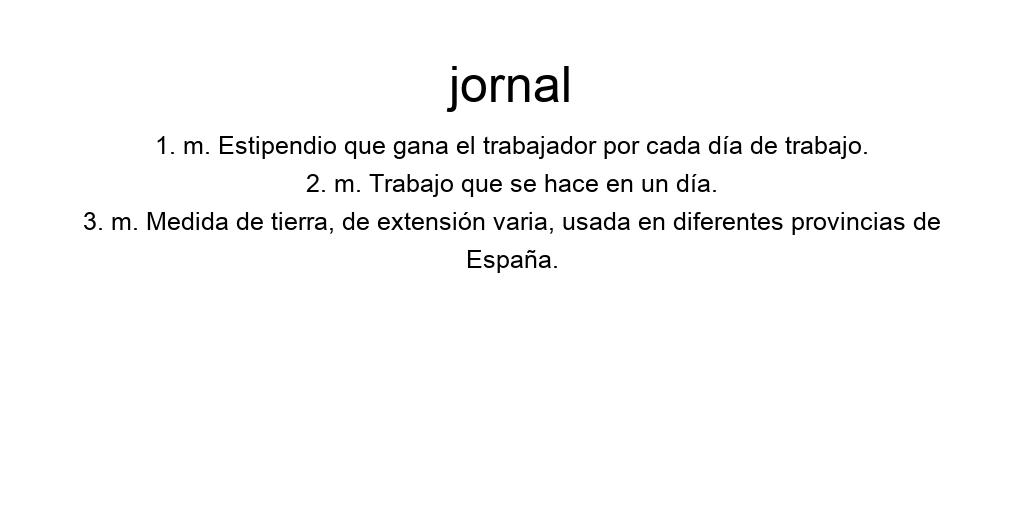 jornal
1. m. Estipendio que gana el trabajador por cada día de trabajo.
2. m. Trabajo que se hace en un día.
3. m. Medida de tierra, de extensión varia, usada en diferentes provincias de
España.